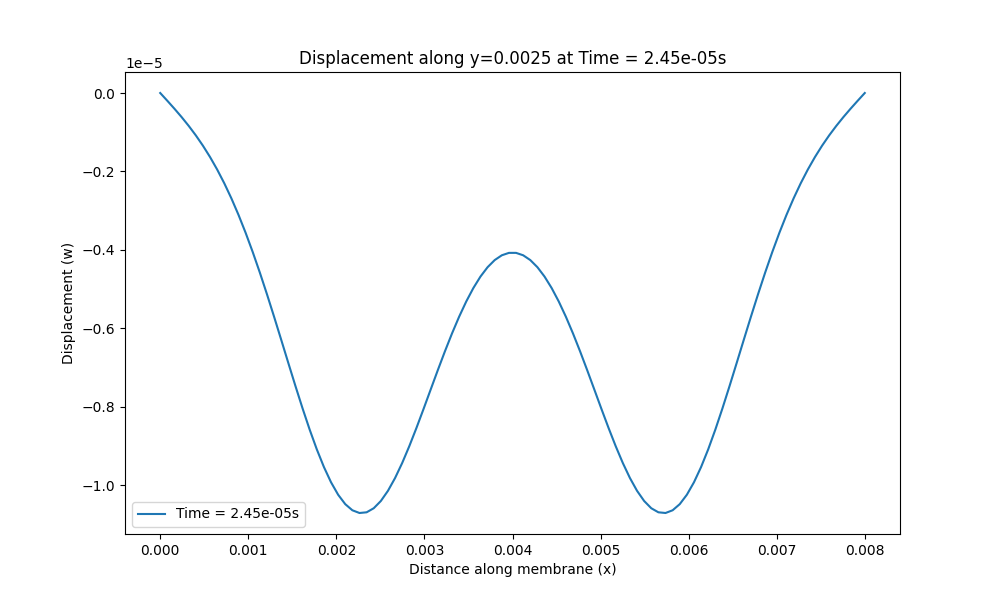 Displacement along y=0.0025 at Time = 2.45e-05s
1e−5
0.0
−0.2
−0.4
−0.6
−0.8
−1.0
Displacement (w)
Time = 2.45e-05s
0.000 0.001 0.002 0.003 0.004 0.005 0.006 0.007 0.008
Distance along membrane (x)